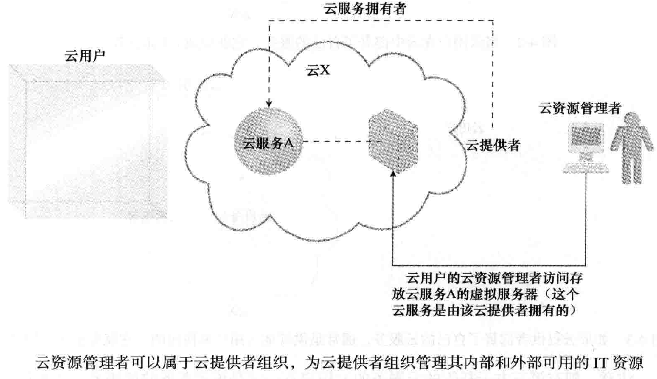 云服务拥有者
云用户
云X
云资源管理者
云服务A
云提供者
云用户的云资源管理者访问存
放云服务A的虚拟服务器（这个
云服务是由该云提供者拥有的）
云资源管理者可以属于云提供者组织，为云提供者组织管理其内部和外部可用的IT资源